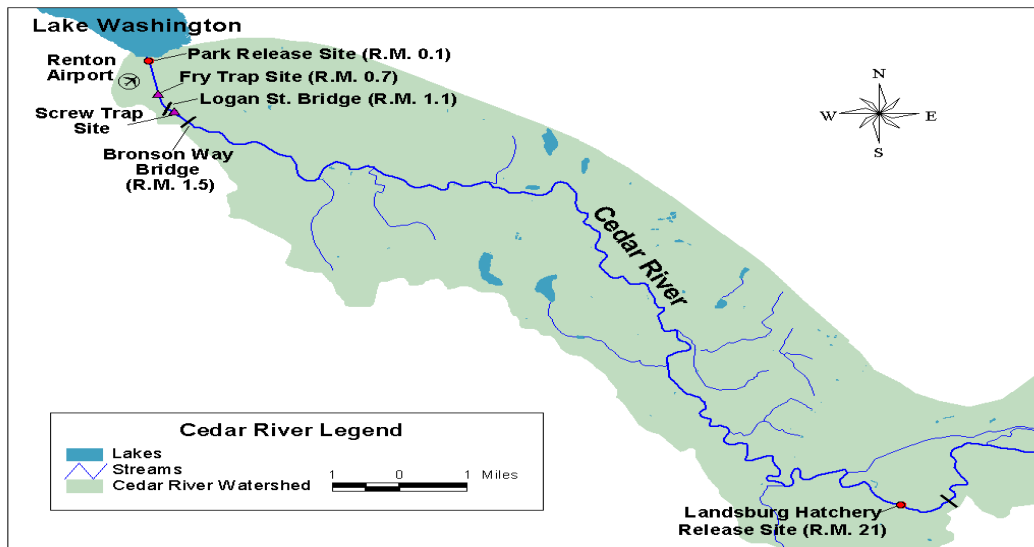 Lake Washington
Renton
Airport
Park Release Site (R.M. 0.1)
Fry Trap Site (R.M. 0.7)
Logan St. Bridge (R.M. 1.1)
Screw Trap
Site
Bronson Way
Bridge
(R.M. 1.5)
N
W
E
S
Cedar River
Cedar River Legend
Lakes
Streams
Cedar River Watershed
1 0 1 Miles
Landsburg Hatchery
Release Site (R.M. 21)